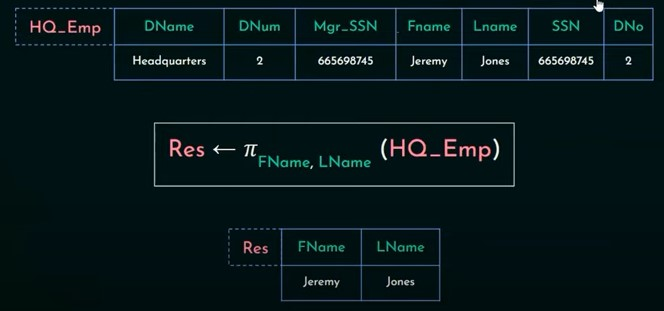 HQ_Emp DName DNum Mgr_SSN Fname Lname SSN DNo
Headquarters 2 665698745 Jeremy Jones 665698745 2
Res ← π FName, LName (HQ_Emp)
Res FName LName
Jeremy Jones